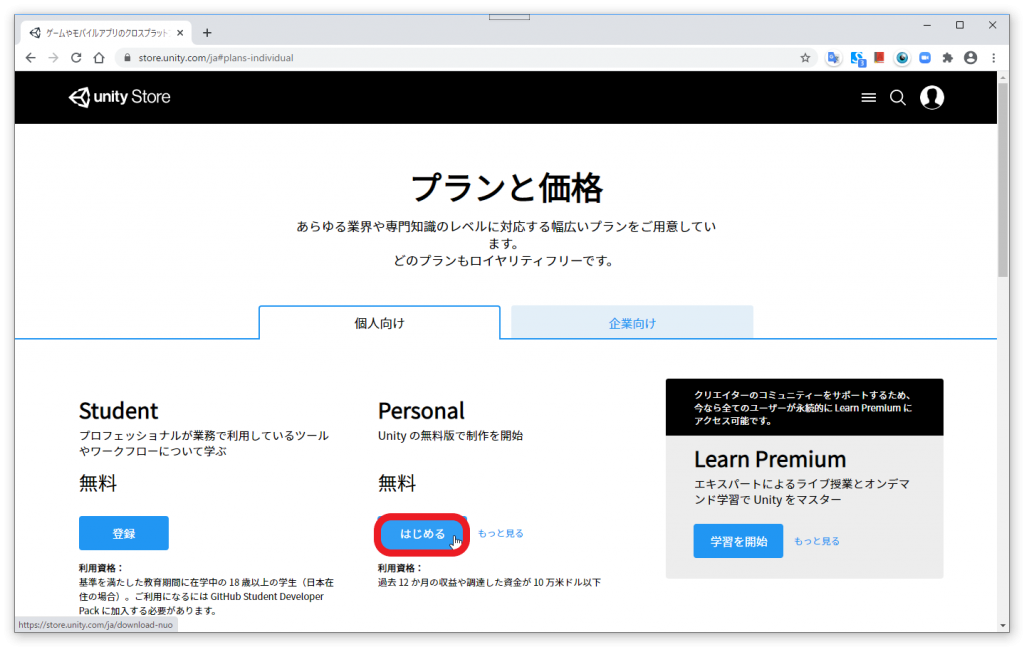 ゲームやモバイルアプリのクロスプラット
store.unity.com/ja#plans-individual
unity Store
プランと価格
あらゆる業界や専門知識のレベルに対応する幅広いプランをご用意してい
ます。
どのプランもロイヤリティフリーです。
個人向け
企業向け
Student
プロフェッショナルが業務で利用しているツール
やワークフローについて学ぶ
無料
登録
利用資格：
基準を満たした教育期間に在学中の 18 歳以上の学生（日本在
住の場合）。ご利用になるには GitHub Student Developer
Pack に加入する必要があります。
Personal
Unity の無料版で制作を開始
無料
はじめる
もっと見る
利用資格：
過去 12 か月の収益や調達した資金が 10 万米ドル以下
クリエイターのコミュニティーをサポートするため、
今なら全てのユーザーが永続的に Learn Premium に
アクセス可能です。
Learn Premium
エキスパートによるライブ授業とオンデマ
ンド学習で Unity をマスター
学習を開始
もっと見る
https://store.unity.com/ja/download-nuo